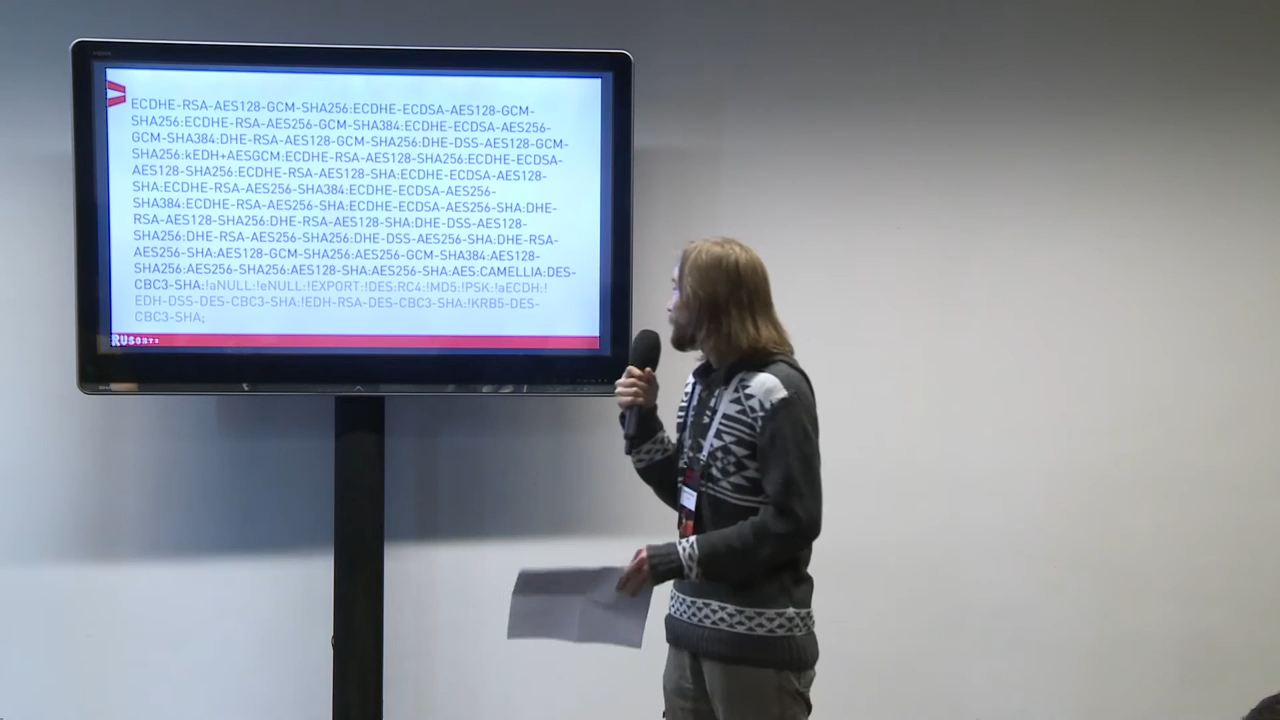 ECDHE-RSA-AES128-GCM-SHA256:ECDHE-ECDSA-AES128-GCM-
SHA256:ECDHE-RSA-AES256-GCM-SHA384:ECDHE-ECDSA-AES256-
GCM-SHA384:DHE-RSA-AES128-GCM-SHA256:DHE-DSS-AES128-GCM-
SHA256:kEDH+AESGCM:ECDHE-RSA-AES128-SHA256:ECDHE-ECDSA-
AES128-SHA256:ECDHE-RSA-AES128-SHA:ECDHE-ECDSA-AES128-
SHA:ECDHE-RSA-AES256-SHA384:ECDHE-ECDSA-AES256-
SHA384:ECDHE-RSA-AES256-SHA:ECDHE-ECDSA-AES256-SHA:DHE-
RSA-AES128-SHA256:DHE-RSA-AES128-SHA:DHE-DSS-AES128-
SHA256:DHE-RSA-AES256-SHA256:DHE-DSS-AES256-SHA:DHE-RSA-
AES256-SHA:AES128-GCM-SHA256:AES256-GCM-SHA384:AES128-
SHA256:AES256-SHA256:AES128-SHA:AES256-SHA:AES:CAMELLIA:DES-
CBC3-SHA:!aNULL:!eNULL:!EXPORT:!DES:RC4:!MD5:!PSK:!aECDH:!
EDH-DSS-DES-CBC3-SHA:!EDH-RSA-DES-CBC3-SHA:!KRB5-DES-
CBC3-SHA;